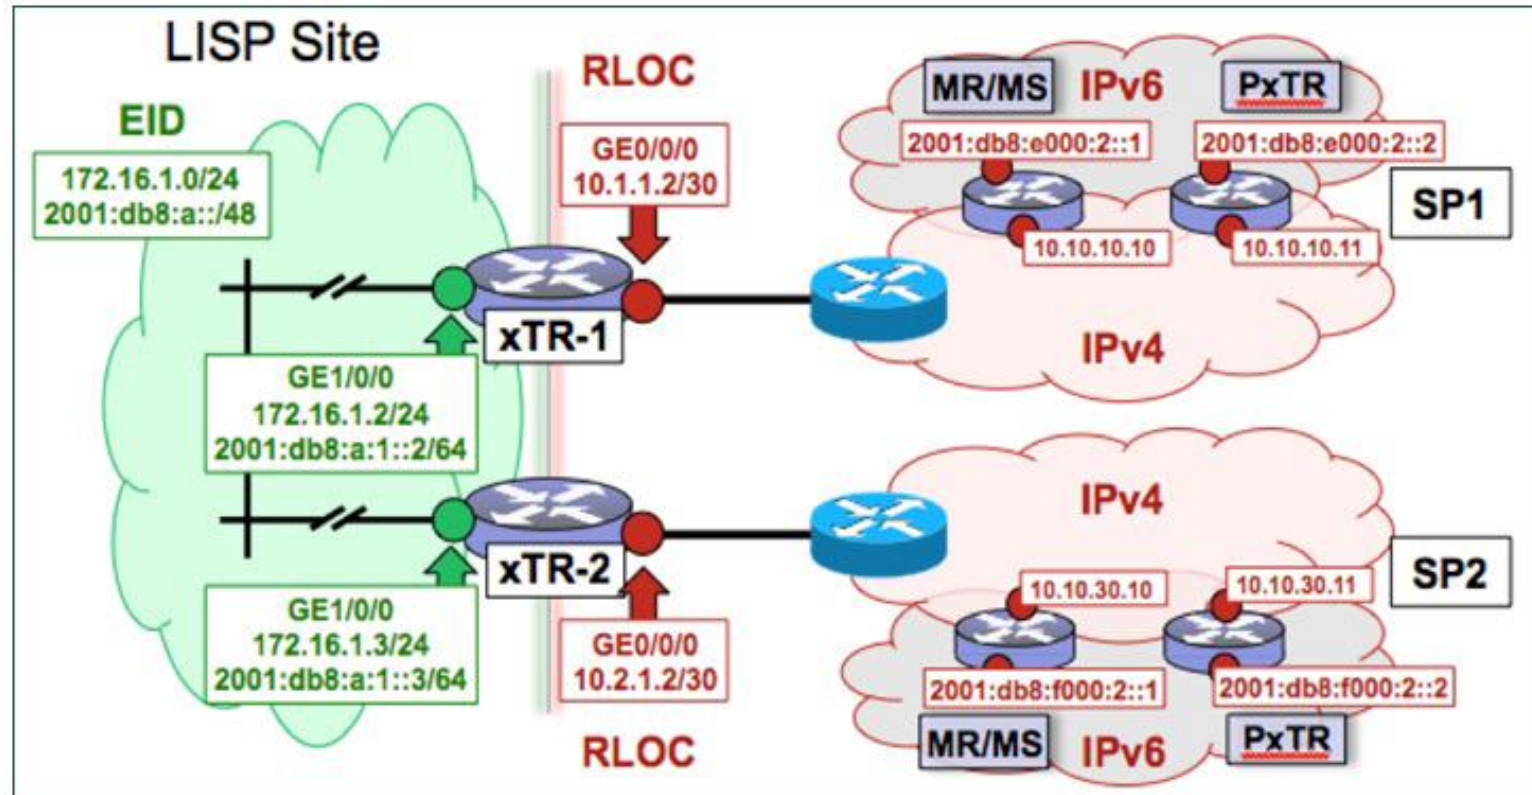 LISP Site
EID
172.16.1.0/24
2001:db8:a::/48
RLOC
GE0/0/0
10.1.1.2/30
xTR-1
GE1/0/0
172.16.1.2/24
2001:db8:a:1::2/64
MR/MS
IPv6
PxTR
2001:db8:e000:2::1
2001:db8:e000:2::2
SP1
10.10.10.10
10.10.10.11
IPv4
xTR-2
GE1/0/0
172.16.1.3/24
2001:db8:a:1::3/64
GE0/0/0
10.2.1.2/30
RLOC
IPv4
SP2
10.10.30.10
10.10.30.11
2001:db8:f000:2::1
2001:db8:f000:2::2
MR/MS
IPv6
PxTR